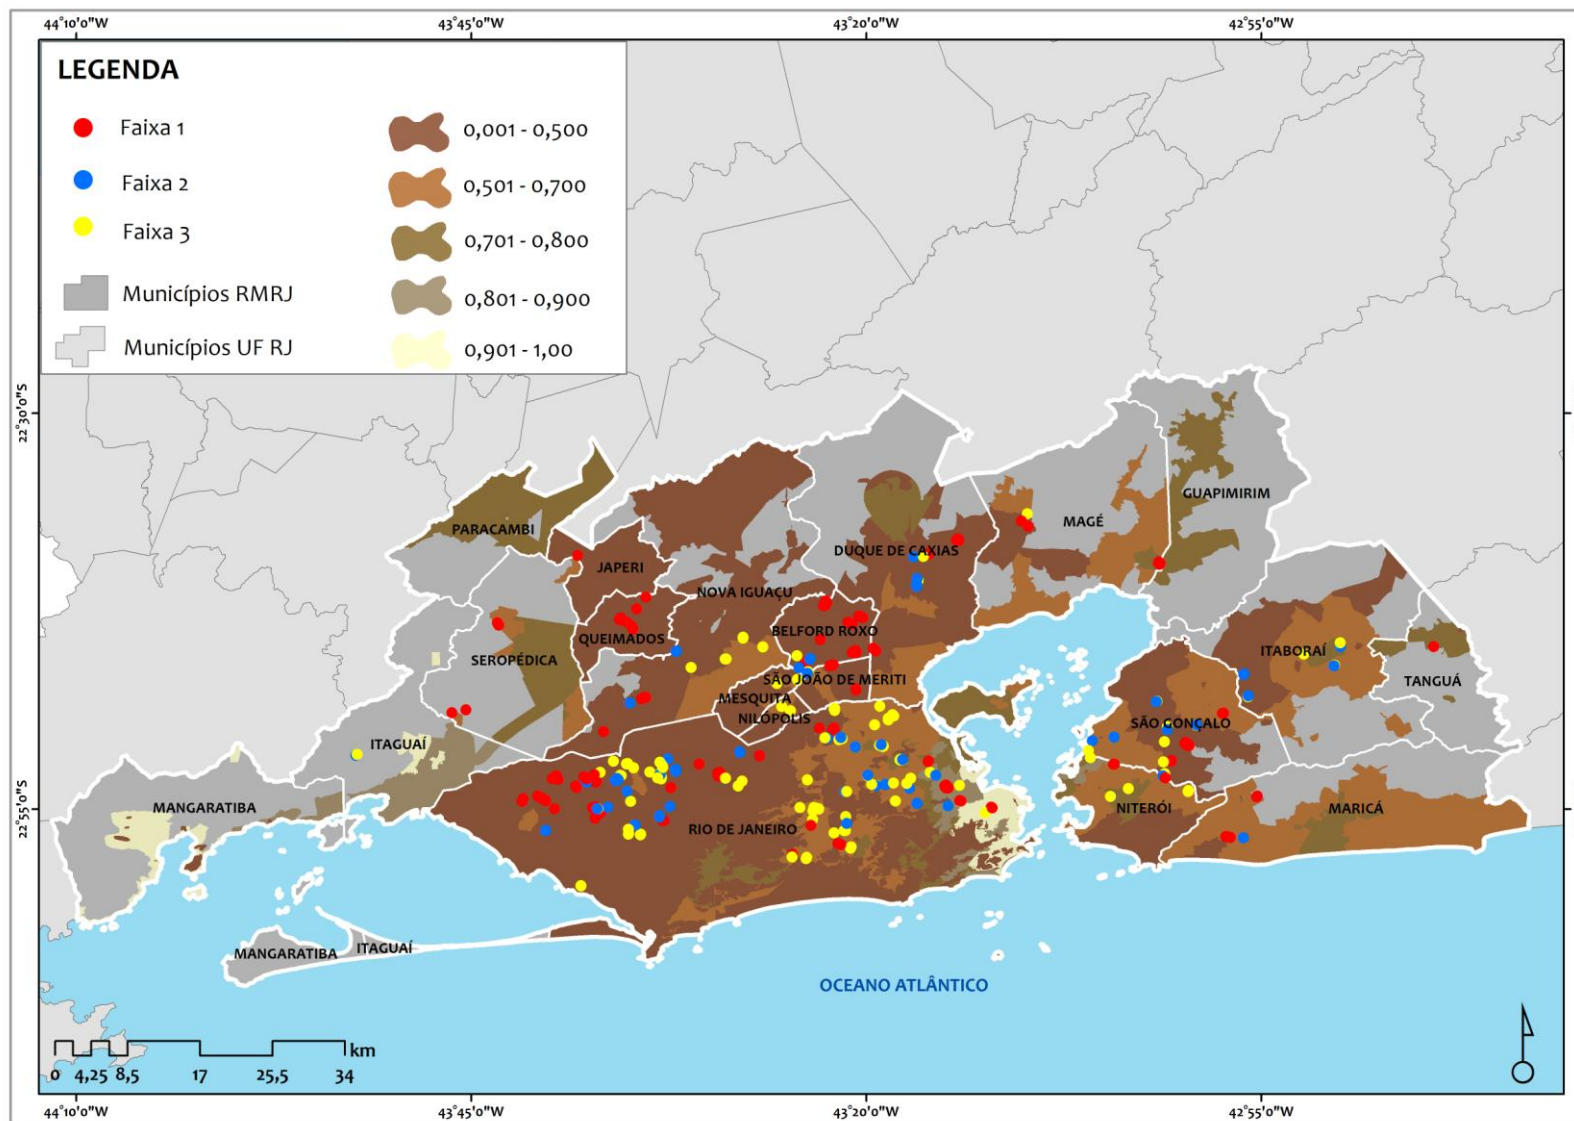 44°10'0"W 43°45'0"W 43°20'0"W 42°55'0"W
LEGENDA
Faixa 1
Faixa 2
Faixa 3
Municípios RMRJ
Municípios UF RJ
0,001 - 0,500
0,501 - 0,700
0,701 - 0,800
0,801 - 0,900
0,901 - 1,00
22°30'0"S
22°55'0"S
GUAPIMIRIM
MAGÉ
PARACAMBI
DUQUE DE CAXIAS
JAPERI
NOVA IGUAÇU
BELFORD ROXO
QUEIMADOS
ITABORAÍ
SEROPÉDICA
SÃO JOÃO DE MERITI
TANGUÁ
MESQUITA
NILÓPOLIS
SÃO GONÇALO
ITAGUAÍ
MANGARATIBA
NITERÓI
MARICÁ
RIO DE JANEIRO
MANGARATIBA
ITAGUAÍ
OCEANO ATLÂNTICO
km
0 4,25 8,5 17 25,5 34
44°10'0"W 43°45'0"W 43°20'0"W 42°55'0"W